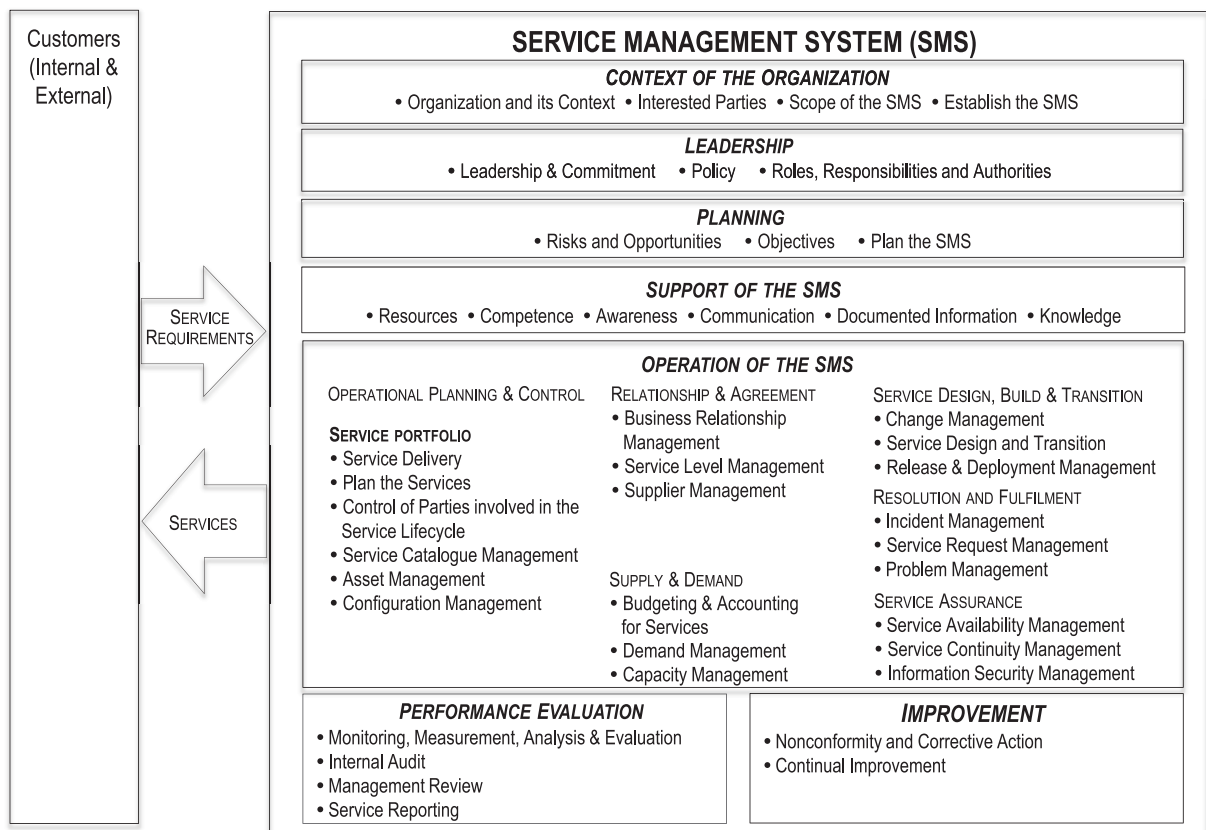 Customers
(Internal &
External)
SERVICE
REQUIREMENTS
SERVICES
SERVICE MANAGEMENT SYSTEM (SMS)
CONTEXT OF THE ORGANIZATION
• Organization and its Context • Interested Parties • Scope of the SMS • Establish the SMS
LEADERSHIP
• Leadership & Commitment • Policy • Roles, Responsibilities and Authorities
PLANNING
• Risks and Opportunities • Objectives • Plan the SMS
SUPPORT OF THE SMS
• Resources • Competence • Awareness • Communication • Documented Information • Knowledge
OPERATION OF THE SMS
OPERATIONAL PLANNING & CONTROL
SERVICE PORTFOLIO
• Service Delivery
• Plan the Services
• Control of Parties involved in the
Service Lifecycle
• Service Catalogue Management
• Asset Management
• Configuration Management
RELATIONSHIP & AGREEMENT
• Business Relationship
Management
• Service Level Management
• Supplier Management
SUPPLY & DEMAND
• Budgeting & Accounting
for Services
• Demand Management
• Capacity Management
SERVICE DESIGN, BUILD & TRANSITION
• Change Management
• Service Design and Transition
• Release & Deployment Management
RESOLUTION AND FULFILMENT
• Incident Management
• Service Request Management
• Problem Management
SERVICE ASSURANCE
• Service Availability Management
• Service Continuity Management
• Information Security Management
PERFORMANCE EVALUATION
• Monitoring, Measurement, Analysis & Evaluation
• Internal Audit
• Management Review
• Service Reporting
IMPROVEMENT
• Nonconformity and Corrective Action
• Continual Improvement